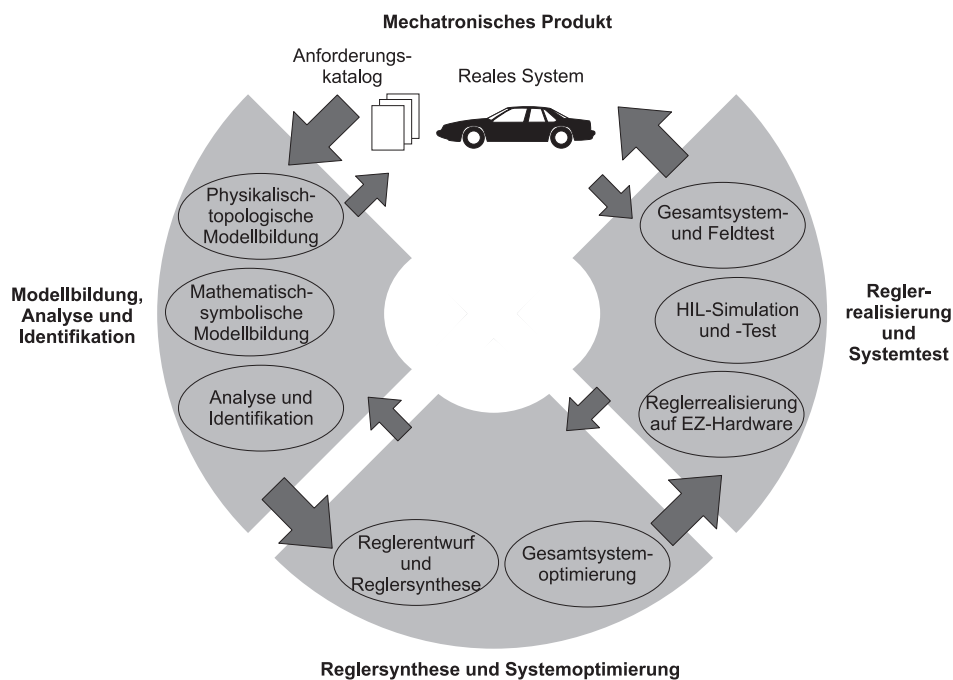 Mechatronisches Produkt
Anforderungs-
katalog
Reales System
Physikalisch-
topologische
Modellbildung
Mathematisch-
symbolische
Modellbildung
Analyse und
Identifikation
Modellbildung,
Analyse und
Identifikation
Reglerentwurf
und
Reglersynthese
Gesamtsystem-
optimierung
Reglersynthese und Systemoptimierung
Gesamtsystem-
und Feldtest
HIL-Simulation
und -Test
Reglerrealisierung
auf EZ-Hardware
Regler-
realisierung
und
Systemtest